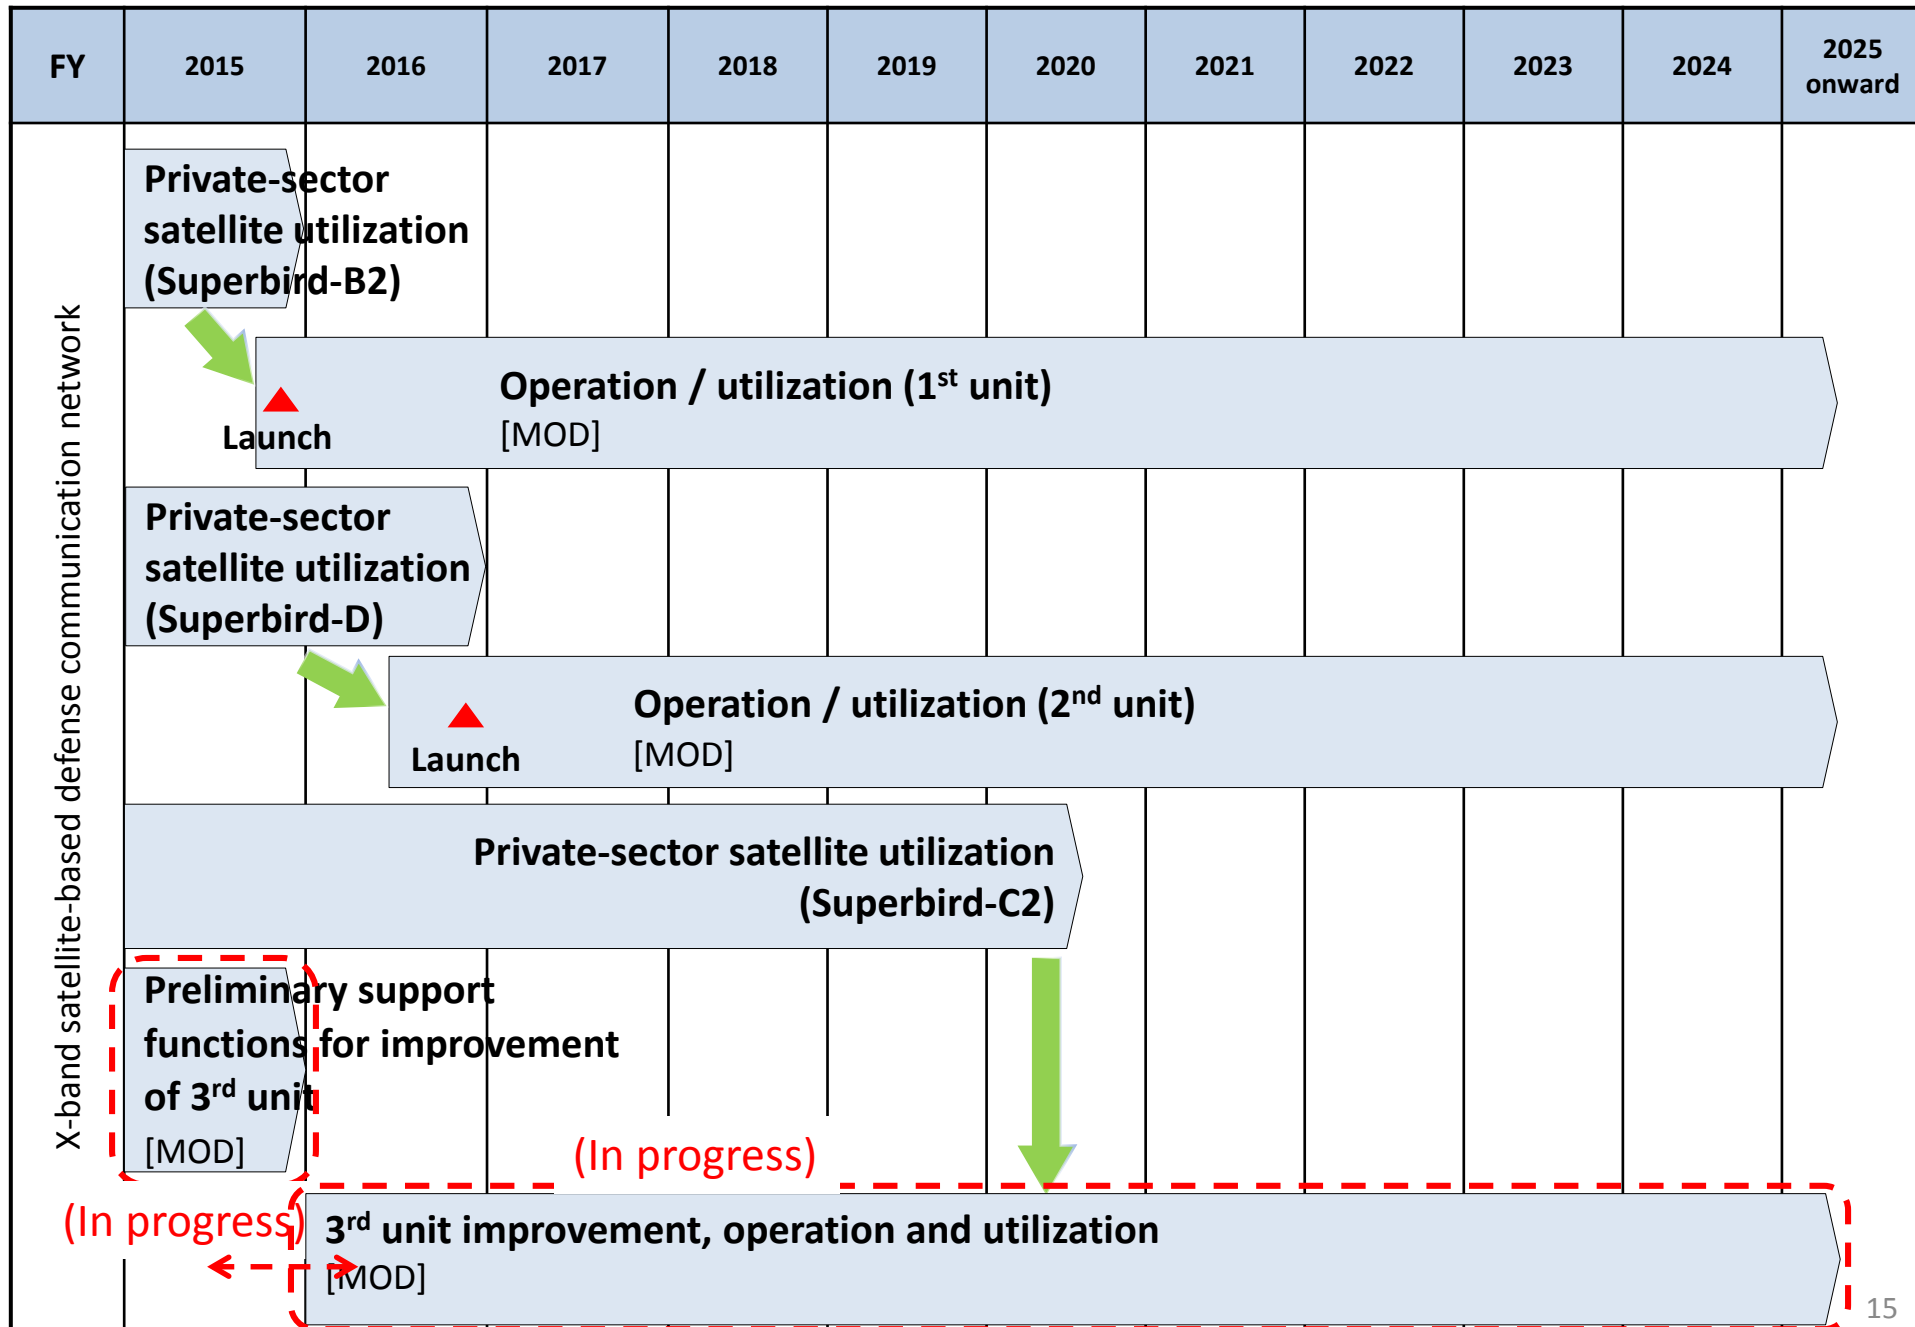 FY
2015
2016
2017
2018
2019
2020
2021
2022
2023
2024
2025
onward
X-band satellite-based defense communication network
Private-sector
satellite utilization
(Superbird-B2)
Launch
Operation / utilization (1st unit)
[MOD]
Private-sector
satellite utilization
(Superbird-D)
Launch
Operation / utilization (2nd unit)
[MOD]
Private-sector satellite utilization
(Superbird-C2)
Preliminary support
functions for improvement
of 3rd unit
[MOD]
(In progress)
(In progress)
3rd unit improvement, operation and utilization
[MOD]
15